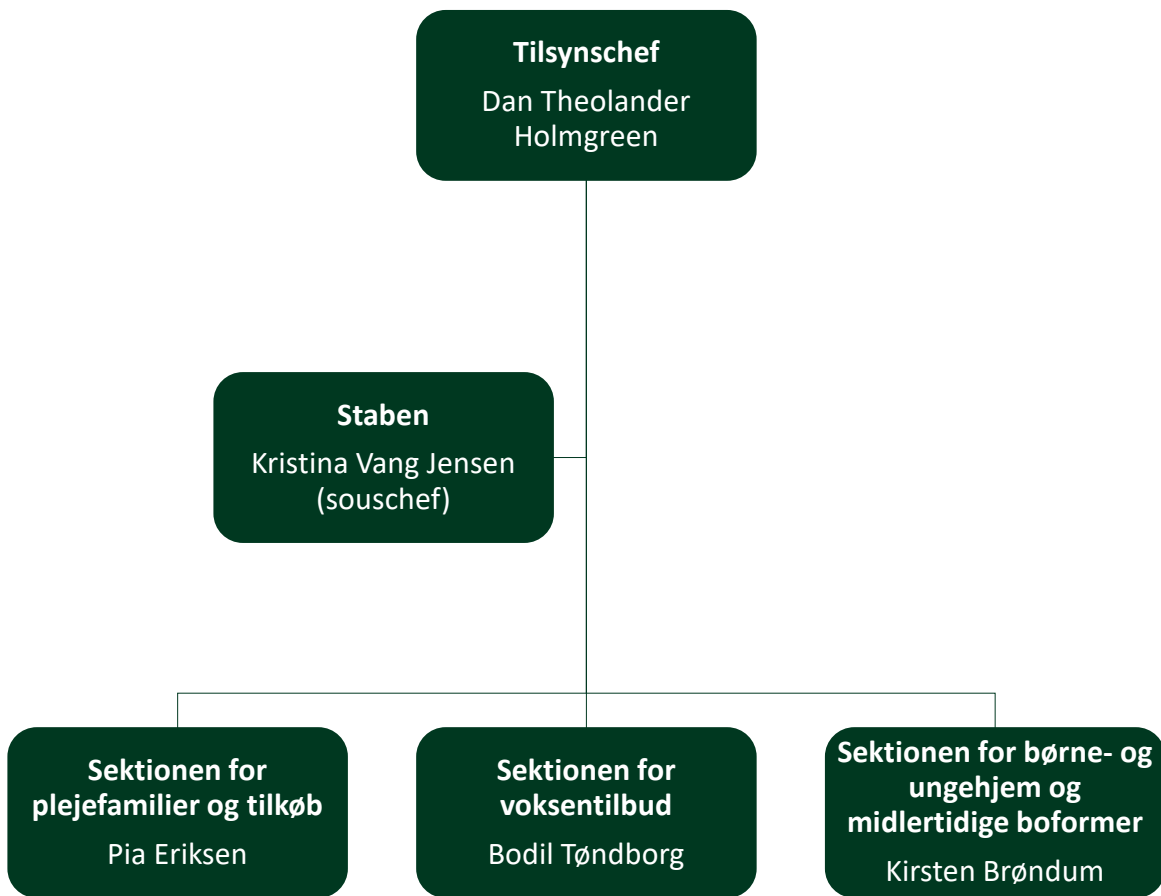 Tilsynschef
Dan Theolander
Holmgreen
Staben
Kristina Vang Jensen
(souschef)
Sektionen for
plejefamilier og tilkøb
Pia Eriksen
Sektionen for
voksentilbud
Bodil Tøndborg
Sektionen for børne- og
ungehjem og
midlertidige boformer
Kirsten Brøndum